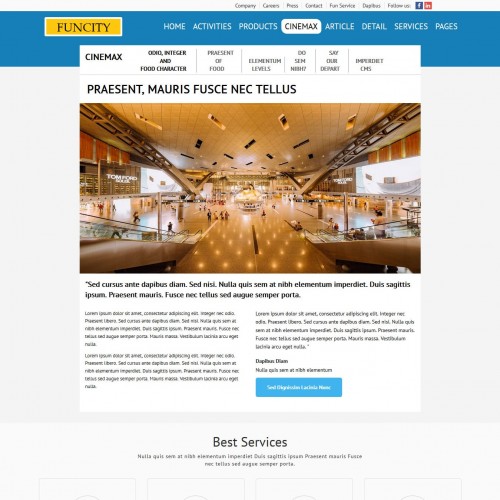 Company Careers Press Contact Fun Service Dapibus Follow us:
FUNCITY
HOME ACTIVITIES PRODUCTS CINEMAX ARTICLE DETAIL SERVICES PAGES
CINEMAX
ODIO, INTEGER
AND
FOOD CHARACTER
PRAESENT
OF
FOOD
ELEMENTUM
LEVELS
DO
SEM
NIBH?
SAY
OUR
DEPART
IMPERDIET
CMS
PRAESENT, MAURIS FUSCE NEC TELLUS
TOM FORD
"Sed cursus ante dapibus diam. Sed nisi. Nulla quis sem at nibh elementum imperdiet. Duis sagittis
ipsum. Praesent mauris. Fusce nec tellus sed augue semper porta.
Lorem ipsum dolor sit amet, consectetur adipiscing elit. Integer nec odio.
Praesent libero. Sed cursus ante dapibus diam. Sed nisi. Nulla quis sem at
nibh elementum imperdiet. Duis sagittis ipsum. Praesent mauris. Fusce nec
tellus sed augue semper porta. Mauris massa. Vestibulum lacinia arcu eget
nulla.
Lorem ipsum dolor sit amet, consectetur adipiscing elit. Integer nec odio.
Praesent libero. Sed cursus ante dapibus diam. Sed nisi. Nulla quis sem at
nibh elementum imperdiet. Duis sagittis ipsum. Praesent mauris. Fusce nec
tellus sed augue semper porta. Mauris massa. Vestibulum lacinia arcu eget
nulla.
Lorem ipsum dolor sit amet, consectetur adipiscing elit. Integer nec odio.
Praesent libero. Sed cursus ante dapibus diam. Sed nisi. Nulla quis sem at
nibh elementum imperdiet. Duis sagittis ipsum. Praesent mauris. Fusce nec
tellus sed augue semper porta. Mauris massa. Vestibulum lacinia arcu eget
nulla. "
Dapibus Diam
Nulla quis sem at nibh elementum
Sed Dignissim Lacinia Nunc
Best Services
Nulla quis sem at nibh elementum imperdiet. Duis sagittis ipsum. Praesent mauris Fusce
nec tellus sed augue semper porta.